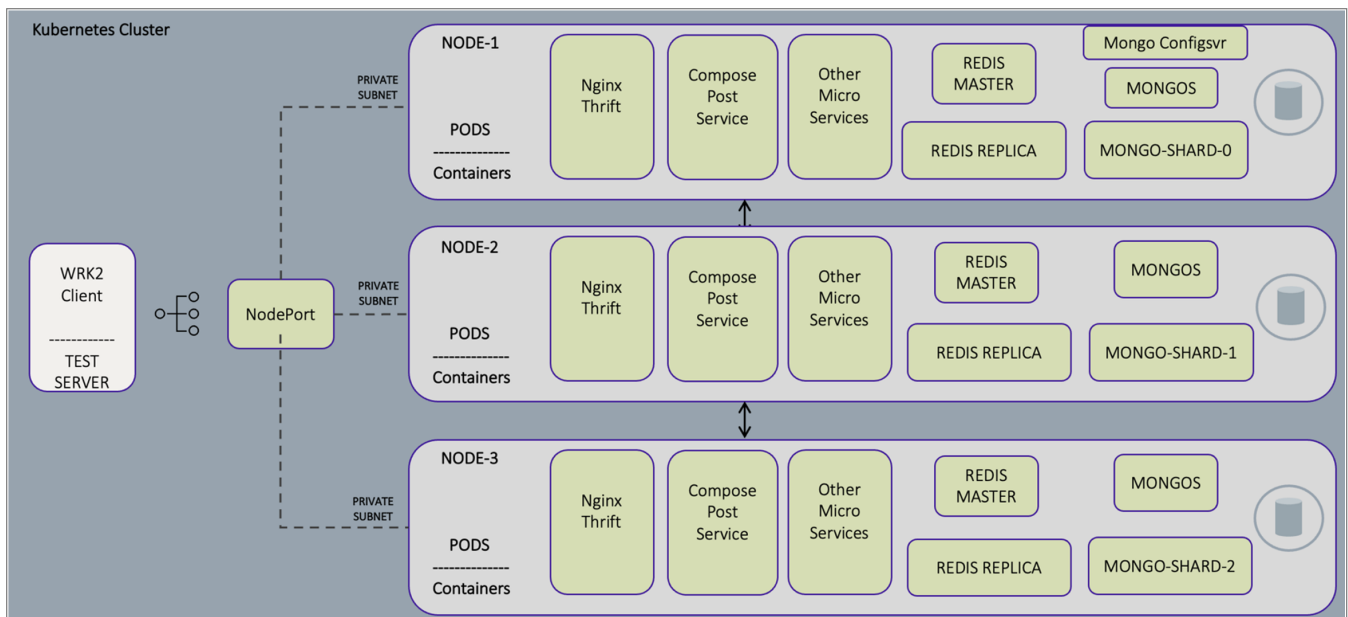 Kubernetes Cluster
WRK2
Client
-------------
TEST
SERVER
NodePort
PRIVATE
SUBNET
PRIVATE
SUBNET
PRIVATE
SUBNET
NODE-1
PODS
--------------
Containers
Nginx
Thrift
Compose
Post
Service
Other
Micro
Services
REDIS
MASTER
REDIS REPLICA
Mongo Configsvr
MONGOS
MONGO-SHARD-0
NODE-2
PODS
--------------
Containers
Nginx
Thrift
Compose
Post
Service
Other
Micro
Services
REDIS
MASTER
REDIS REPLICA
MONGOS
MONGO-SHARD-1
NODE-3
PODS
--------------
Containers
Nginx
Thrift
Compose
Post
Service
Other
Micro
Services
REDIS
MASTER
REDIS REPLICA
MONGOS
MONGO-SHARD-2